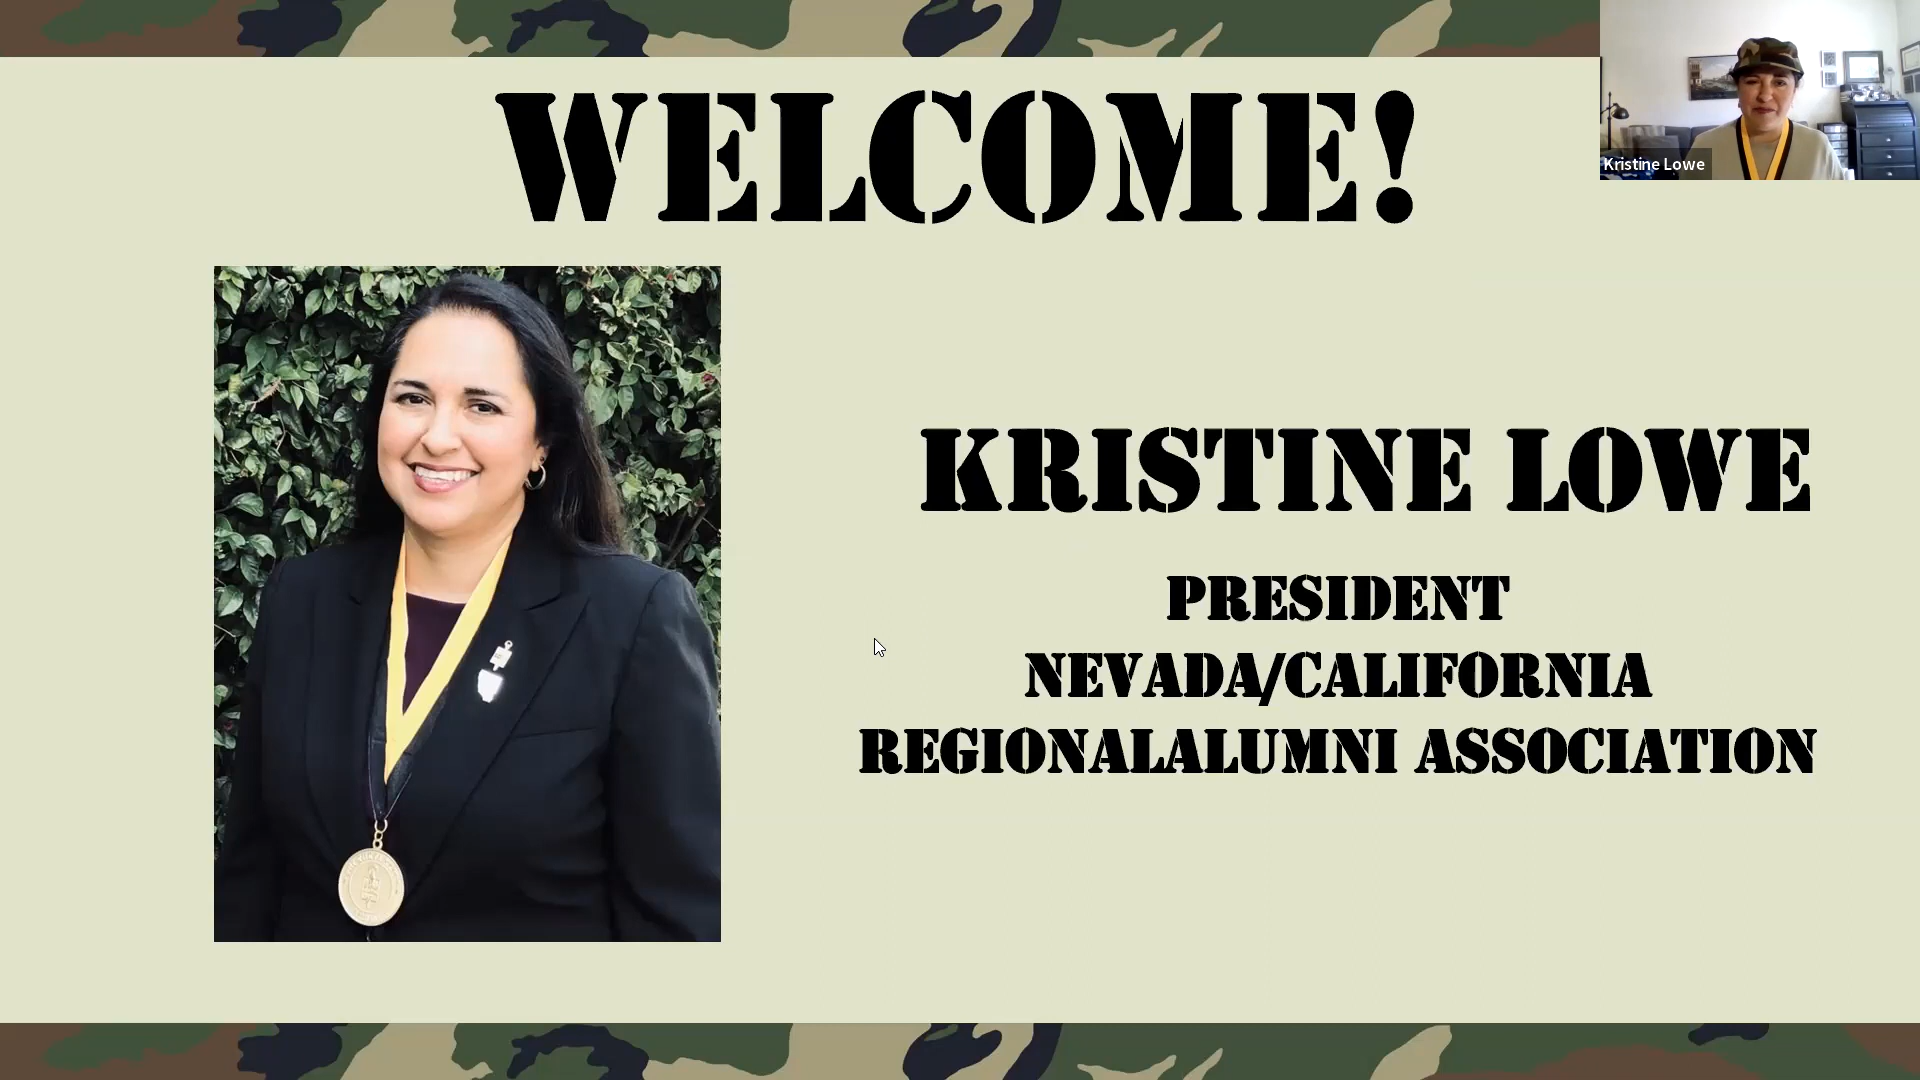 WELCOME!
Kristine Lowe
KRISTINE LOWE
PRESIDENT
NEVADA/CALIFORNIA
REGIONALALUMNI ASSOCIATION